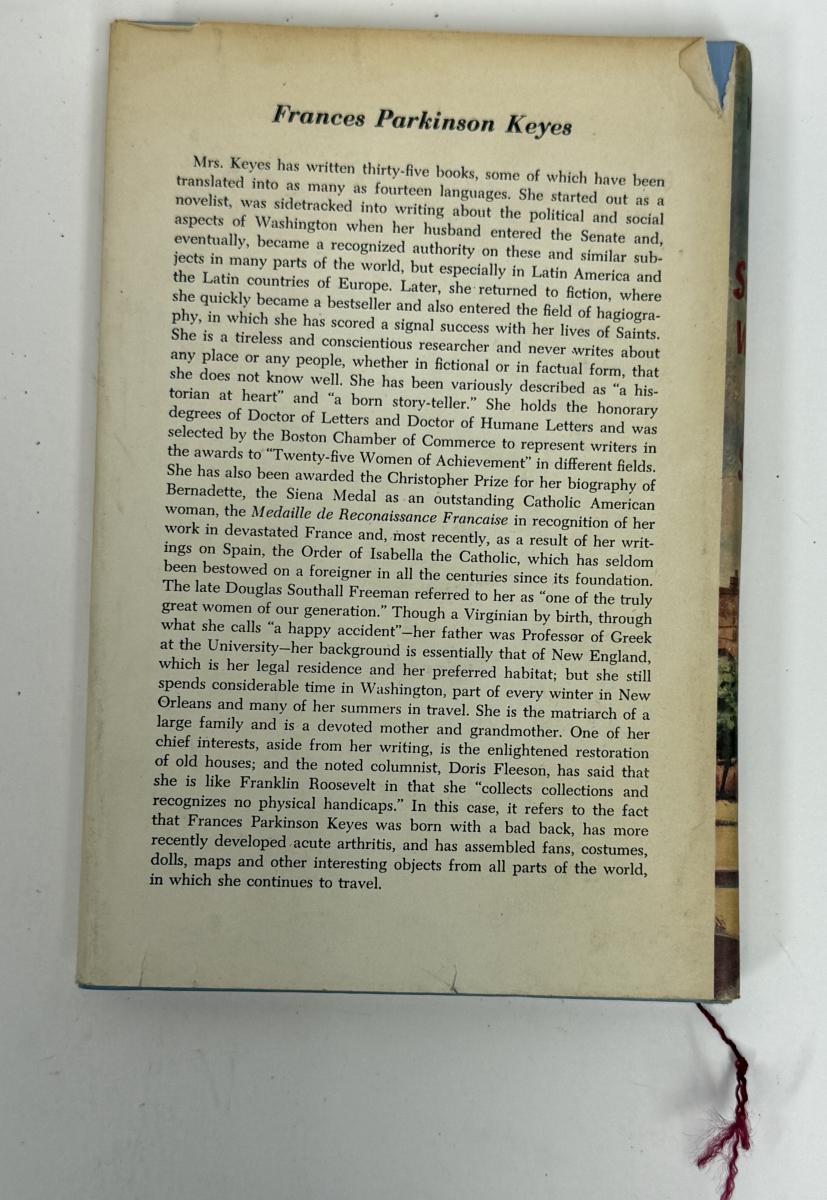 Frances Parkinson Keyes
Mrs. Keyes has written thirty-five books, some of which have been
translated into as many as fourteen languages. She started out as a
novelist, was sidetracked into writing about the political and social
aspects of Washington when her husband entered the Senate and,
eventually, became a recognized authority on these and similar sub-
jects in many parts of the world, but especially in Latin America and
the Latin countries of Europe. Later, she returned to fiction, where
she quickly became a bestseller and also entered the field of hagiogra-
phy, in which she has scored a signal success with her lives of Saints.
She is a tireless and conscientious researcher and never writes about
any place or any people, whether in fictional or in factual form, that
she does not know well. She has been variously described as "a his-
torian at heart" and "a born story-teller." She holds the honorary
degrees of Doctor of Letters and Doctor of Humane Letters and was
selected by the Boston Chamber of Commerce to represent writers in
the awards to "Twenty-five Women of Achievement" in different fields.
She has also been awarded the Christopher Prize for her biography of
Bernadette, the Siena Medal as an outstanding Catholic American
woman, the Medaille de Reconaissance Francaise in recognition of her
work in devastated France and, most recently, as a result of her writ-
ings on Spain, the Order of Isabella the Catholic, which has seldom
been bestowed on a foreigner in all the centuries since its foundation.
The late Douglas Southall Freeman referred to her as "one of the truly
great women of our generation." Though a Virginian by birth, through
what she calls "a happy accident"—her father was Professor of Greek
at the University—her background is essentially that of New England,
which is her legal residence and her preferred habitat; but she still
spends considerable time in Washington, part of every winter in New
Orleans and many of her summers in travel. She is the matriarch of a
large family and is a devoted mother and grandmother. One of her
chief interests, aside from her writing, is the enlightened restoration
of old houses; and the noted columnist, Doris Fleeson, has said that
she is like Franklin Roosevelt in that she "collects collections and
recognizes no physical handicaps." In this case, it refers to the fact
that Frances Parkinson Keyes was born with a bad back, has more
recently developed acute arthritis, and has assembled fans, costumes,
dolls, maps and other interesting objects from all parts of the world,
in which she continues to travel.